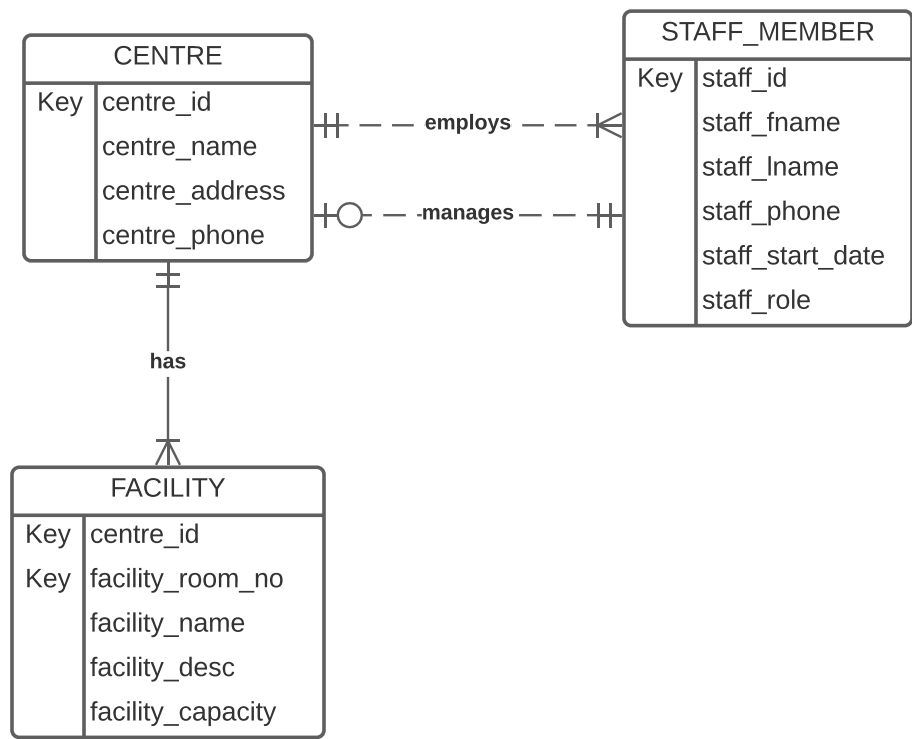 CENTRE
Key centre_id
centre_name
centre_address
centre_phone
employs
manages
STAFF_MEMBER
Key staff_id
staff_fname
staff_lname
staff_phone
staff_start_date
staff_role
has
FACILITY
Key centre_id
Key facility_room_no
facility_name
facility_desc
facility_capacity